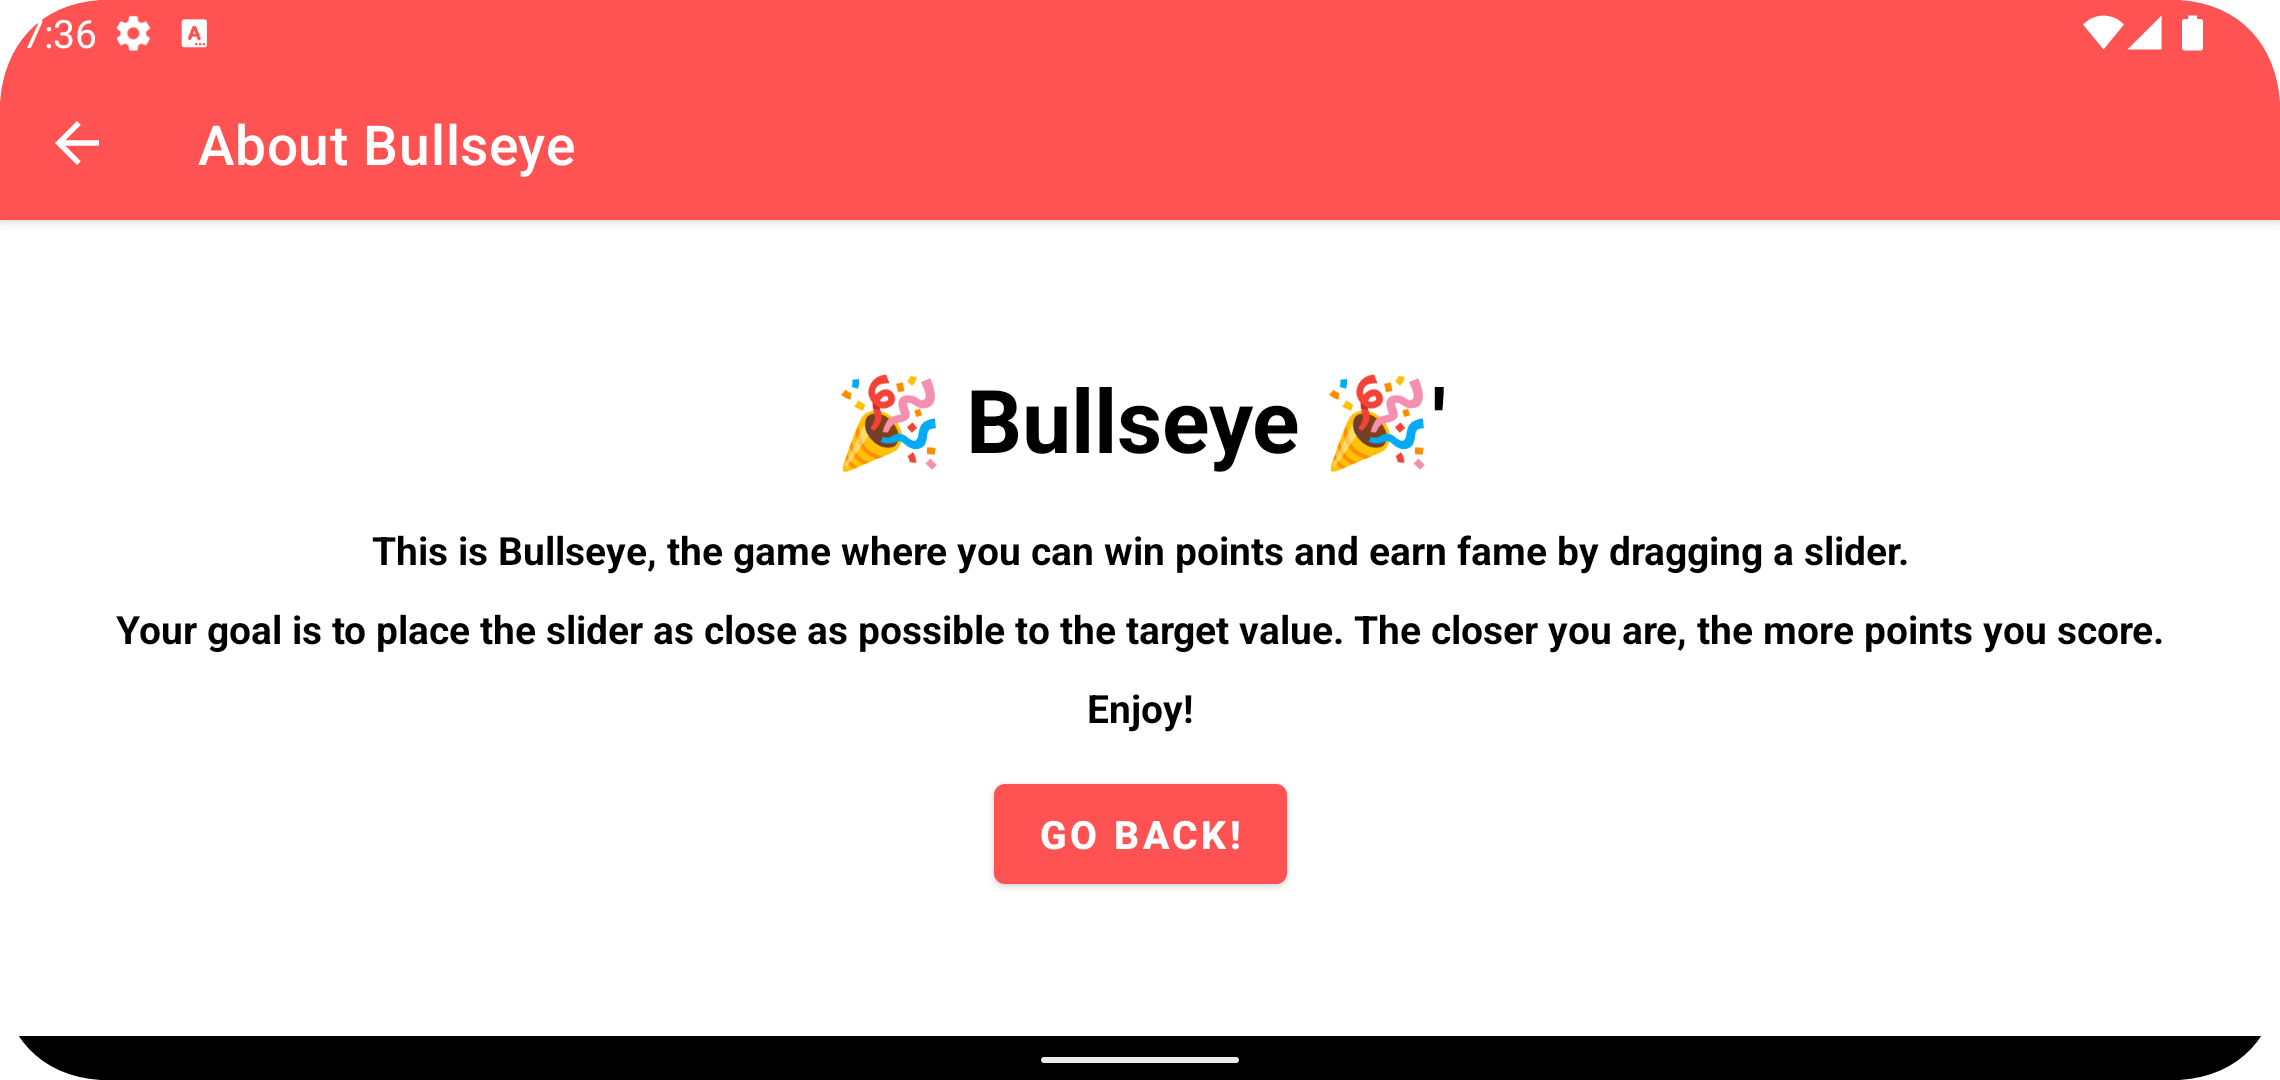 7:36
About Bullseye
🎉 Bullseye 🎉'
This is Bullseye, the game where you can win points and earn fame by dragging a slider.
Your goal is to place the slider as close as possible to the target value. The closer you are, the more points you score.
Enjoy!
GO BACK!